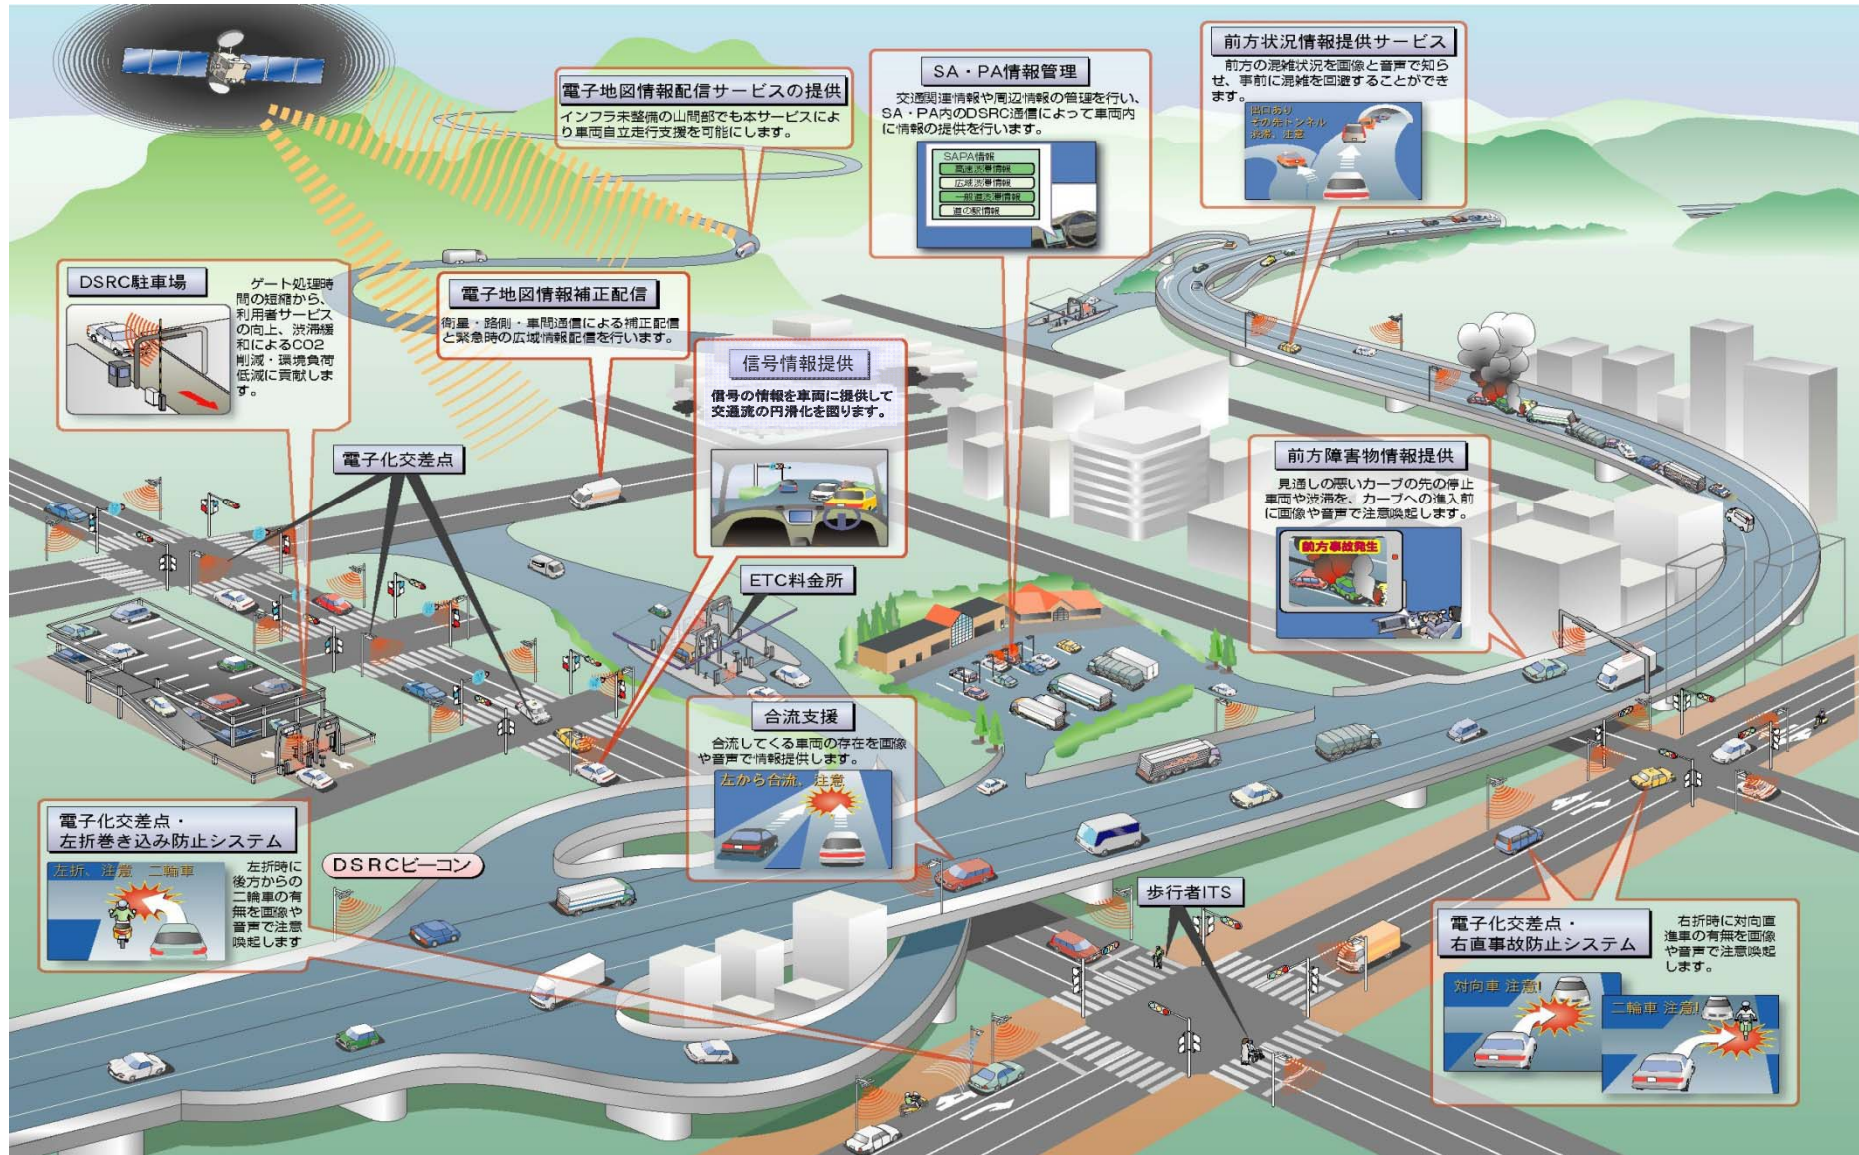 電子地図情報配信サービスの提供
インフラ未整備の山間部でも本サービスによ
り車両自立走行支援を可能にします。
SA・PA情報管理
交通関連情報や周辺情報の管理を行い、
SA・PA内のDSRC通信によって車両内
に情報の提供を行います。
SAPA情報
高速渋滞情報
広域渋滞情報
一般道渋滞情報
道の駅情報
前方状況情報提供サービス
前方の混雑状況を画像と音声で知ら
せ、事前に混雑を回避することができ
ます。
出口あり
その先トンネル
渋滞、注意
DSRC駐車場
ゲート処理時
間の短縮から、
利用者サービス
の向上、渋滞緩
和によるCO2
削減・環境負荷
低減に貢献しま
す。
電子地図情報補正配信
衛星・路側・車間通信による補正配信
と緊急時の広域情報配信を行います。
信号情報提供
信号の情報を車両に提供して
交通流の円滑化を図ります。
電子化交差点
前方障害物情報提供
見通しの悪いカーブの先の停止
車両や渋滞を、カーブへの進入前
に画像や音声で注意喚起します。
前方事故発生
ETC料金所
合流支援
合流してくる車両の存在を画像
や音声で情報提供します。
左から合流、注意
電子化交差点・
左折巻き込み防止システム
左折、注意 二輪車
左折時に
後方からの
二輪車の有
無を画像や
音声で注意
喚起します
DSRCビーコン
歩行者ITS
電子化交差点・
右直事故防止システム
右折時に対向直
進車の有無を画像
や音声で注意喚起
します。
対向車 注意!
二輪車 注意!